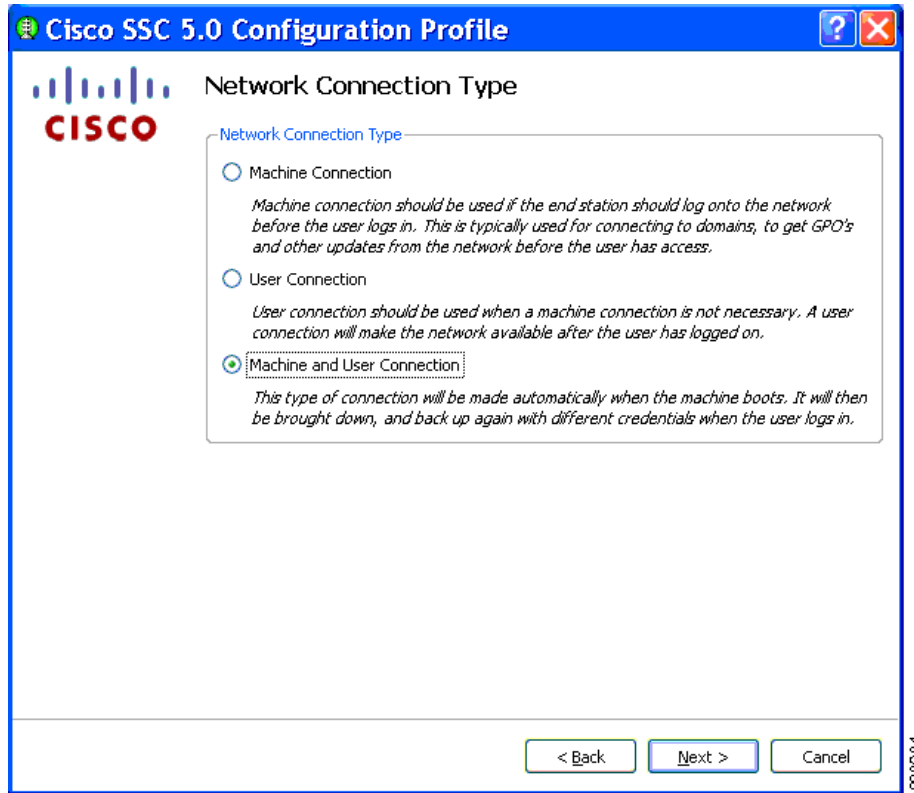 Cisco SSC 5.0 Configuration Profile
CISCO
Network Connection Type
Network Connection Type
Machine Connection
Machine connection should be used if the end station should log onto the network
before the user logs in. This is typically used for connecting to domains, to get GPO's
and other updates from the network before the user has access.
User Connection
User connection should be used when a machine connection is not necessary. A user
connection will make the network available after the user has logged on.
Machine and User Connection
This type of connection will be made automatically when the machine boots. It will then
be brought down, and back up again with different credentials when the user logs in.
< Back
Next >
Cancel